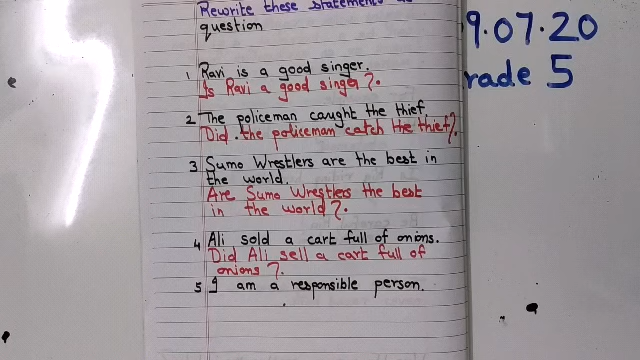 Rewrite these statements as
question
1 Ravi is a good singer.
Is Ravi a good singer?.
2 The policeman caught the thief
Did the policeman catch the thief?.
3 Sumo Wrestlers are the best in
the world.
Are Sumo Wrestlers the best
in the world?.
4 Ali sold a cart full of onions.
Did Ali sell a cart full of
onions?.
5 I am a responsible person.
9.07.20
rade 5